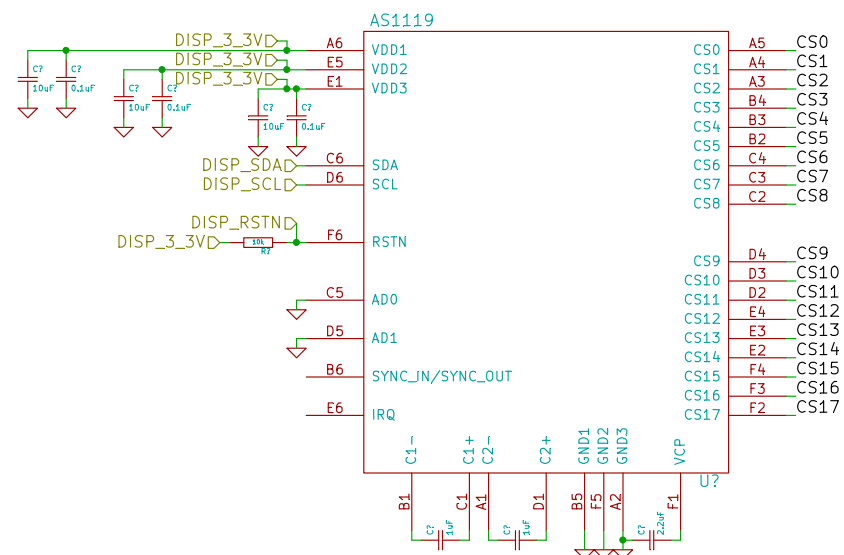 AS1119
DISP_3_3V A6 VDD1 CS0 A5 CS0
DISP_3_3V E5 VDD2 CS1 A4 CS1
DISP_3_3V E1 VDD3 CS2 A3 CS2
C? 10uF C? 0.1uF
C? 10uF C? 0.1uF
C? 10uF C? 0.1uF
CS3 B4 CS3
CS4 B3 CS4
CS5 B2 CS5
DISP_SDA C6 SDA CS6 C4 CS6
DISP_SCL D6 SCL CS7 C3 CS7
CS8 C2 CS8
DISP_RSTN
DISP_3_3V 10k R? F6 RSTN
CS9 D4 CS9
CS10 D3 CS10
C5 AD0 CS11 D2 CS11
CS12 E4 CS12
D5 AD1 CS13 E3 CS13
CS14 E2 CS14
B6 SYNC_IN/SYNC_OUT CS15 F4 CS15
CS16 F3 CS16
E6 IRQ CS17 F2 CS17
C1- C1+ C2- C2+ GND1 GND2 GND3 VCP
U?
B1 C1 A1 D1 B5 F5 A2 F1
C? 1uF C? 1uF C? 2.2uF